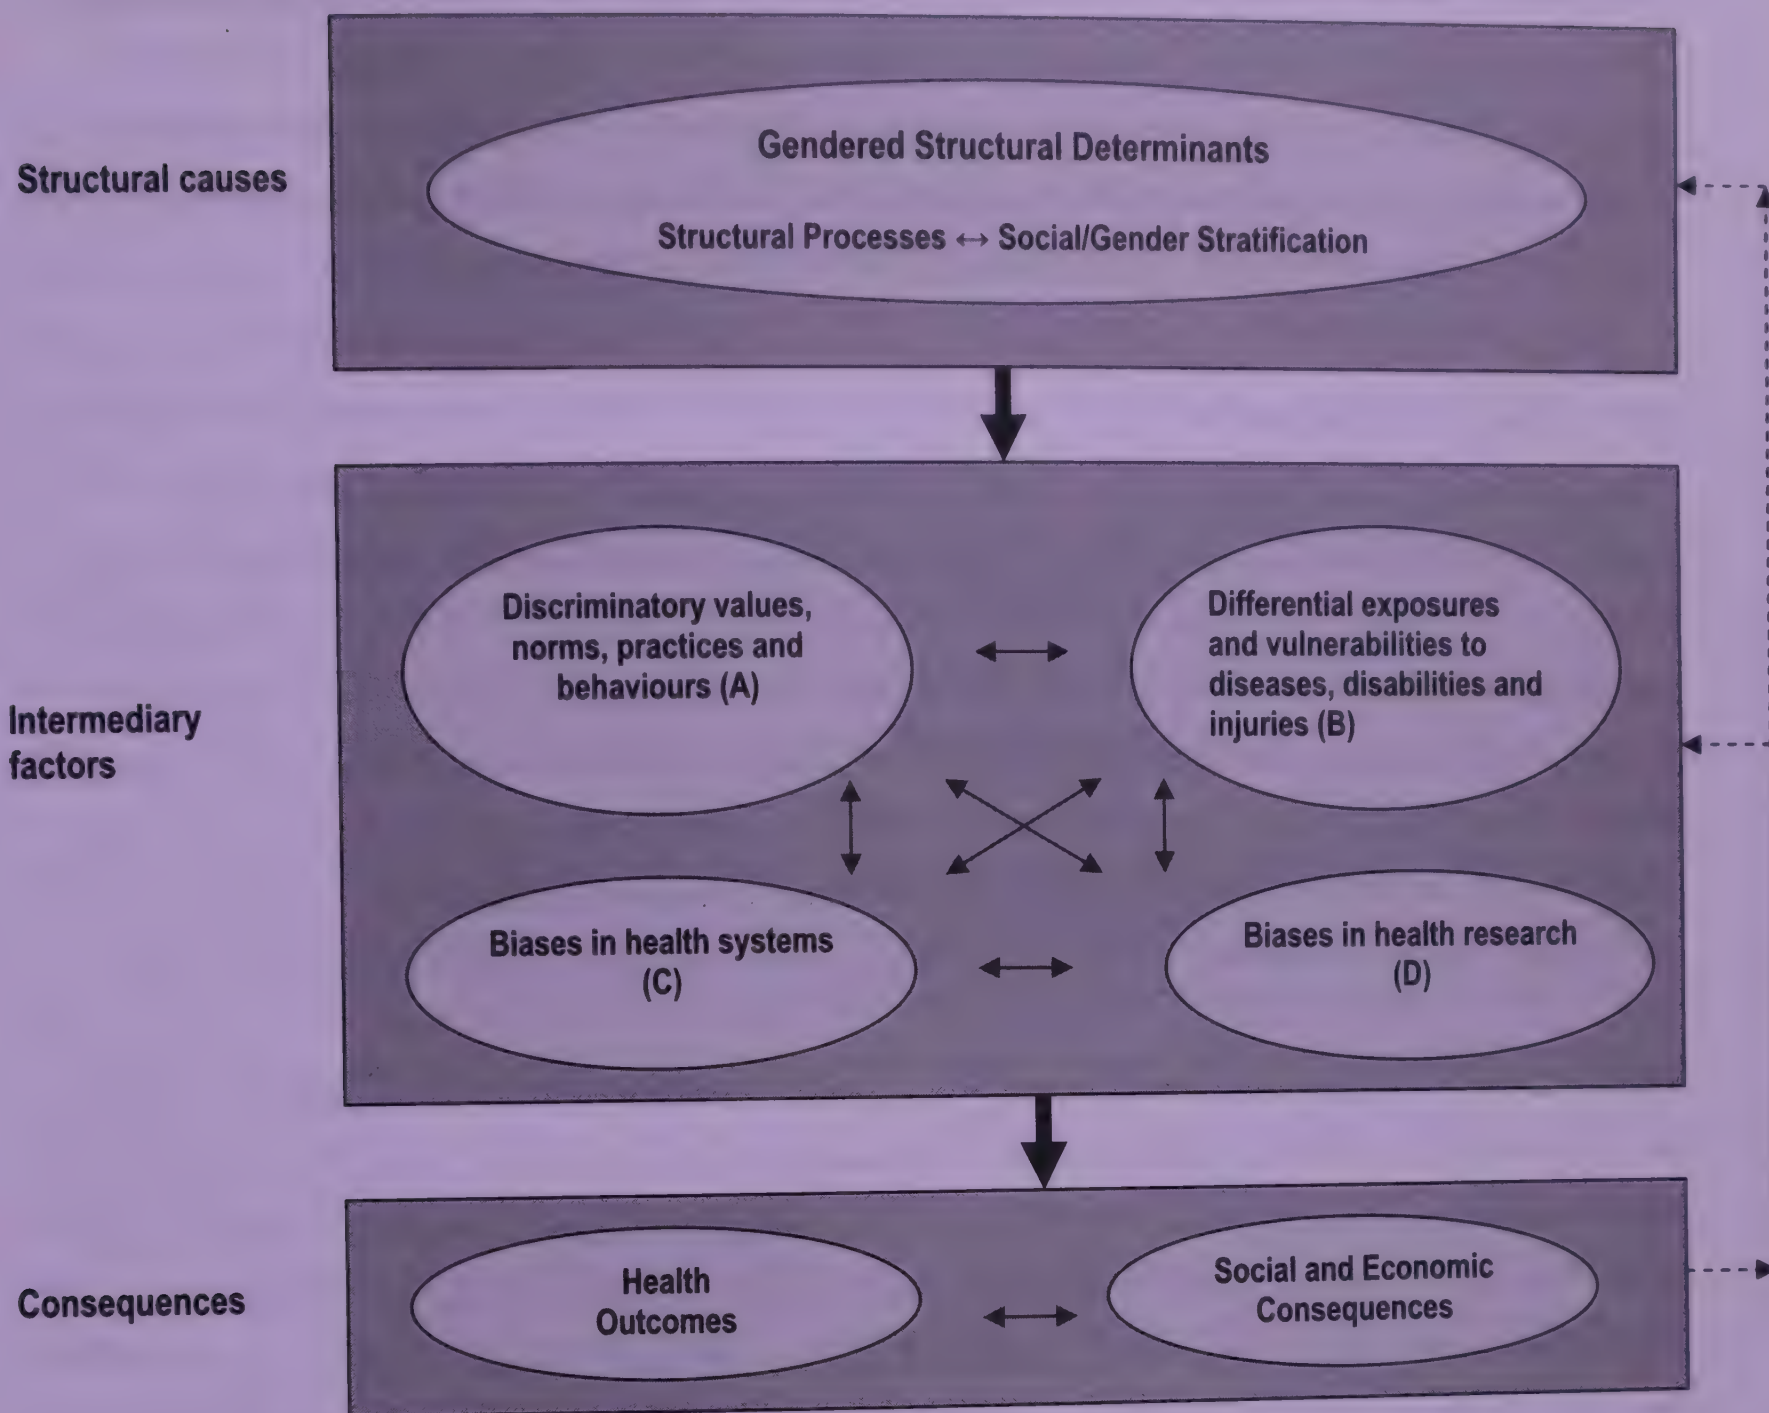 Structural causes
Gendered Structural Determinants
Structural Processes ↔ Social/Gender Stratification
Intermediary
factors
Discriminatory values,
norms, practices and
behaviours (A)
Differential exposures
and vulnerabilities to
diseases, disabilities and
injuries (B)
Biases in health systems
(C)
Biases in health research
(D)
Consequences
Health
Outcomes
Social and Economic
Consequences